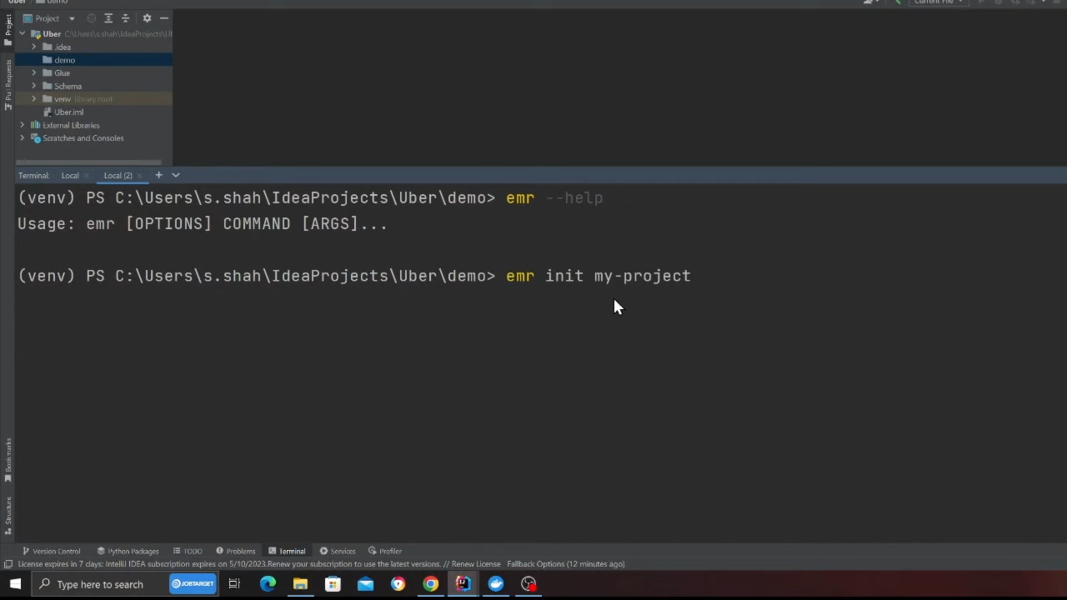 Uber
demo
Current File
Project
Uber C:\Users\s.shah\IdeaProjects\Ub
.idea
demo
Glue
Schema
venv library root
Uber.iml
External Libraries
Scratches and Consoles
Project
Pull Requests
Bookmarks
Structure
Terminal: Local Local (2)
(venv) PS C:\Users\s.shah\IdeaProjects\Uber\demo> emr --help
Usage: emr [OPTIONS] COMMAND [ARGS]...
(venv) PS C:\Users\s.shah\IdeaProjects\Uber\demo> emr init my-project
Version Control Python Packages TODO Problems Terminal Services Profiler
License expires in 7 days: IntelliJ IDEA subscription expires on 5/10/2023.Renew your subscription to use the latest versions. // Renew License Fallback Options (12 minutes ago)
Type here to search JOBTARGET